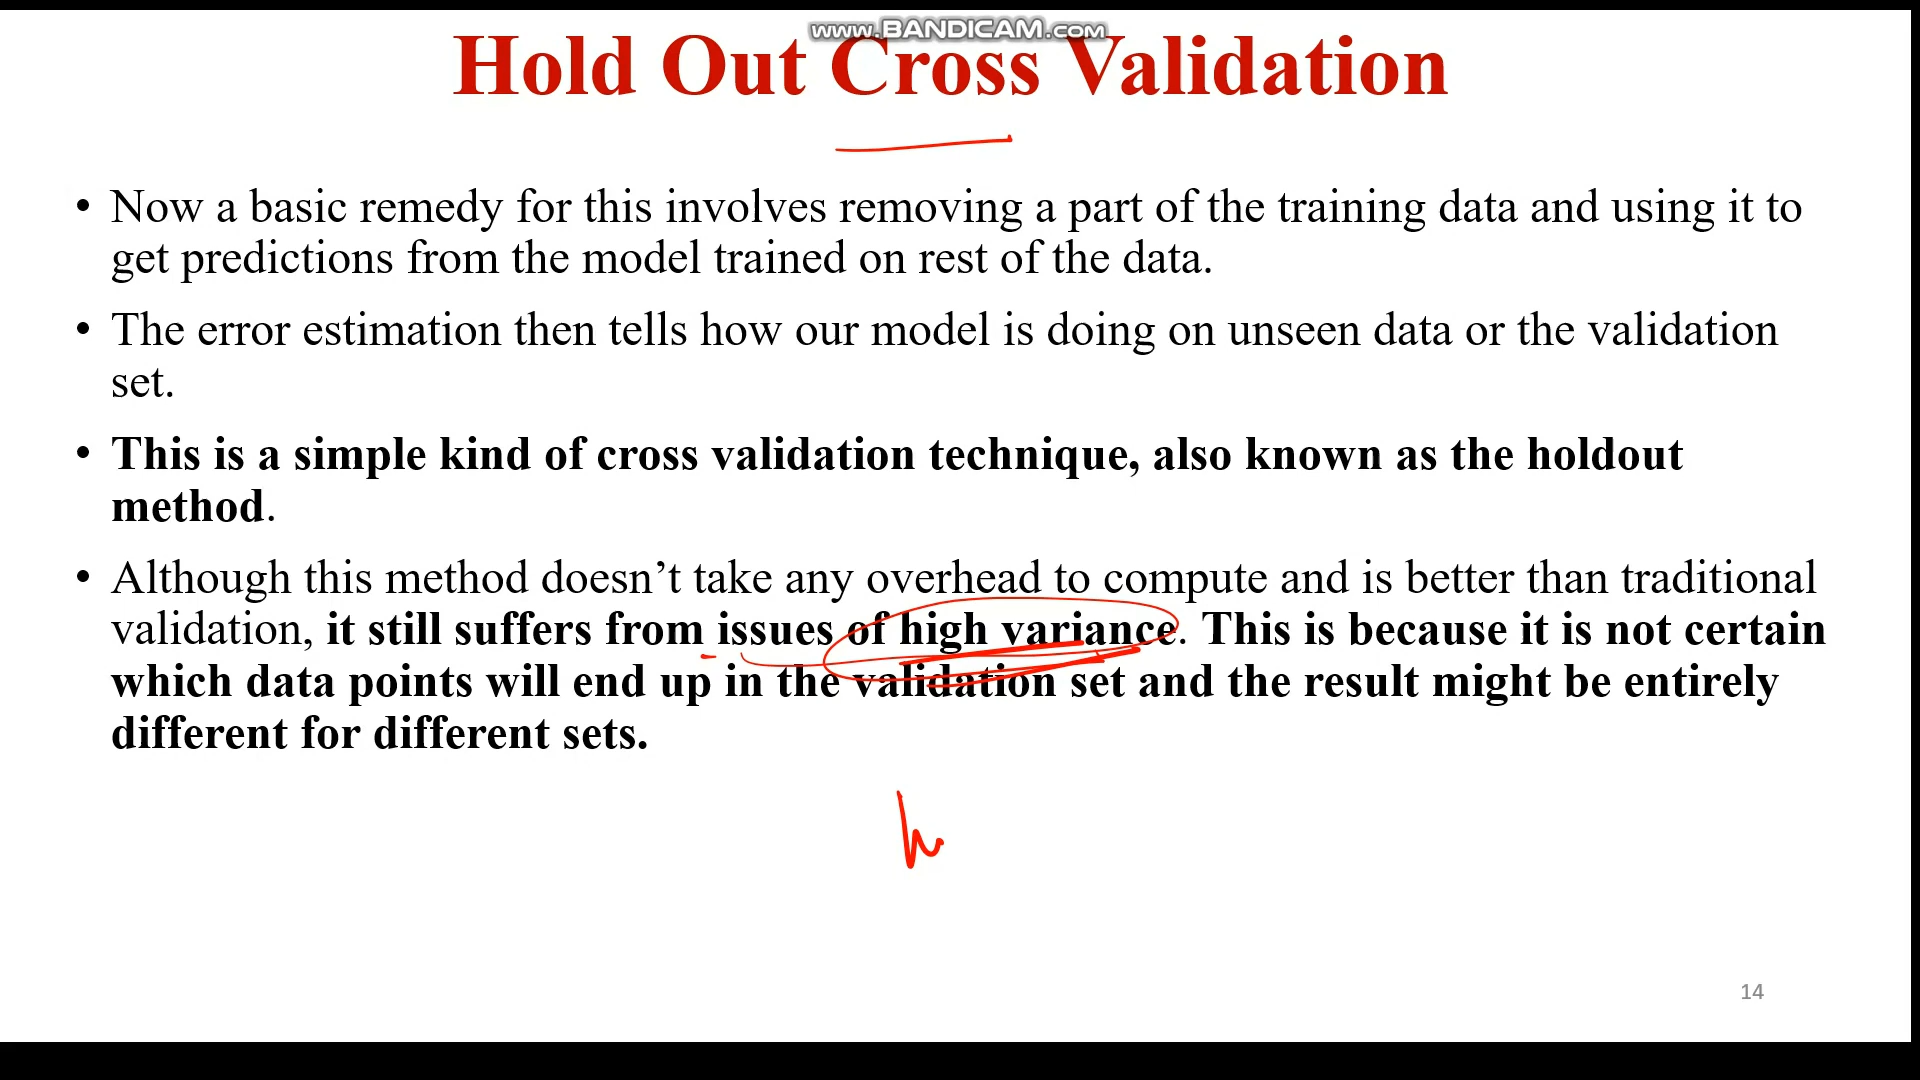 www.BANDICAM.com
Hold Out Cross Validation
• Now a basic remedy for this involves removing a part of the training data and using it to
get predictions from the model trained on rest of the data.
• The error estimation then tells how our model is doing on unseen data or the validation
set.
• This is a simple kind of cross validation technique, also known as the holdout
method.
• Although this method doesn’t take any overhead to compute and is better than traditional
validation, it still suffers from issues of high variance. This is because it is not certain
which data points will end up in the validation set and the result might be entirely
different for different sets.
14